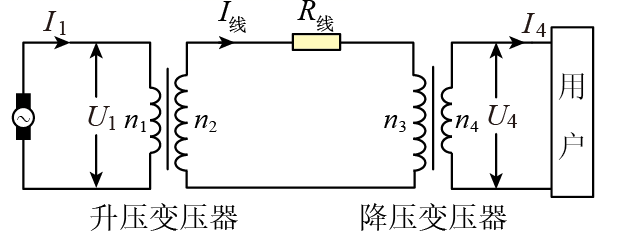 I₁ I线 R线 I₄
U₁ n₁ n₂ n₃ n₄ U₄ 用户
~
升压变压器 降压变压器